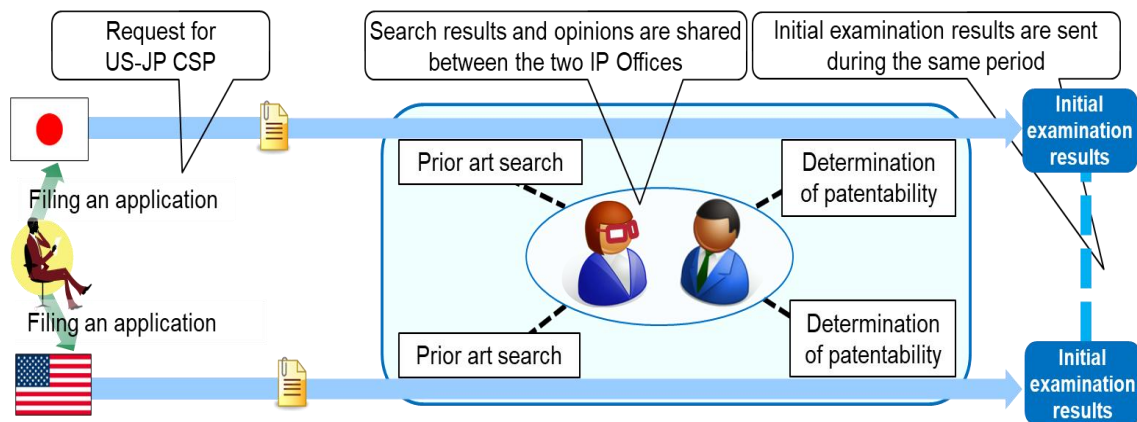 Request for
US-JP CSP
Search results and opinions are shared
between the two IP Offices
Initial examination results are sent
during the same period
Initial
examination
results
Prior art search
Determination
of patentability
Filing an application
Filing an application
Prior art search
Determination
of patentability
Initial
examination
results